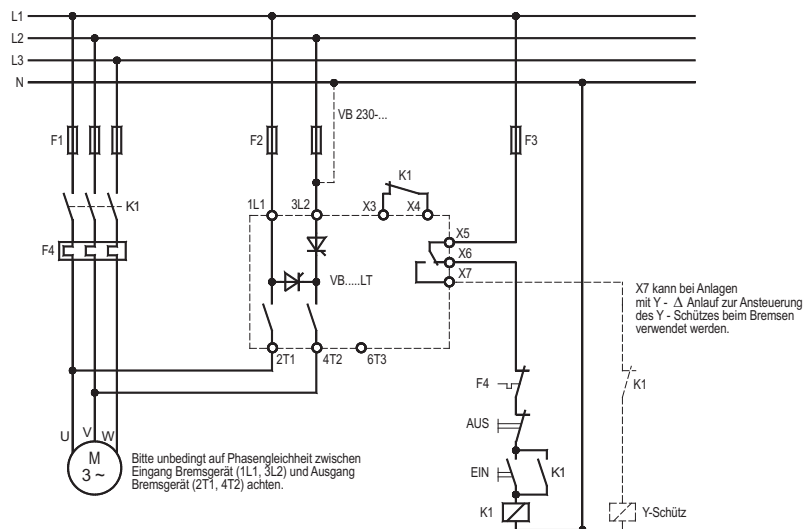 L1
L2
L3
N
VB 230-...
F1
F2
F3
K1
K1
1L1
3L2
X3
X4
X5
X6
X7
F4
VB.....LT
X7 kann bei Anlagen
mit Y - Δ Anlauf zur Ansteuerung
des Y - Schützes beim Bremsen
verwendet werden.
2T1
4T2
6T3
F4
K1
AUS
U
V
W
M
3 ~
Bitte unbedingt auf Phasengleichheit zwischen
Eingang Bremsgerät (1L1, 3L2) und Ausgang
Bremsgerät (2T1, 4T2) achten.
EIN
K1
K1
Y-Schütz